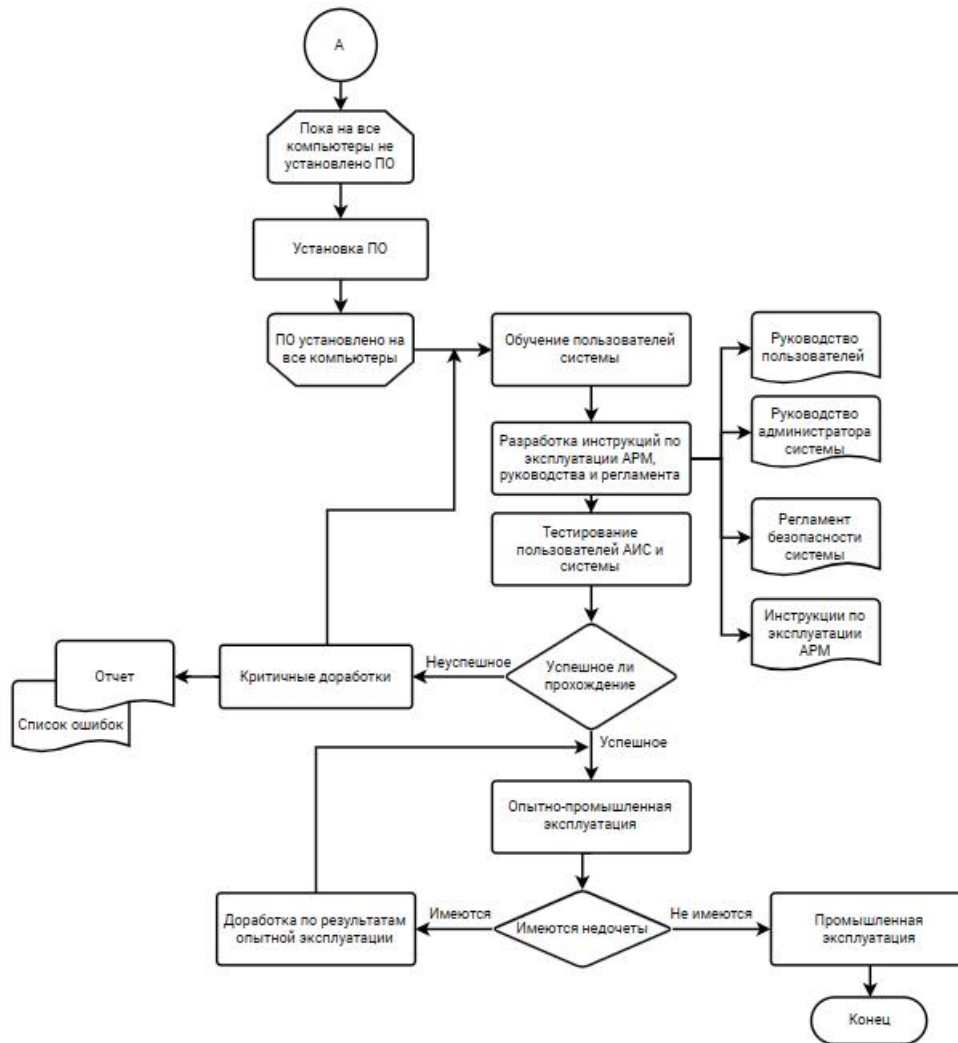 А
Пока на все
компьютеры не
установлено ПО
Установка ПО
ПО установлено на
все компьютеры
Обучение пользователей
системы
Руководство
пользователей
Руководство
администратора
системы
Разработка инструкций по
эксплуатации АРМ,
руководства и регламента
Тестирование
пользователей АИС и
системы
Регламент
безопасности
системы
Инструкции по
эксплуатации
АРМ
Успешное ли
прохождение
Неуспешное
Критичные доработки
Отчет
Список ошибок
Успешное
Опытно-промышленная
эксплуатация
Имеются недочеты
Имеются
Доработка по результатам
опытной эксплуатации
Не имеются
Промышленная
эксплуатация
Конец